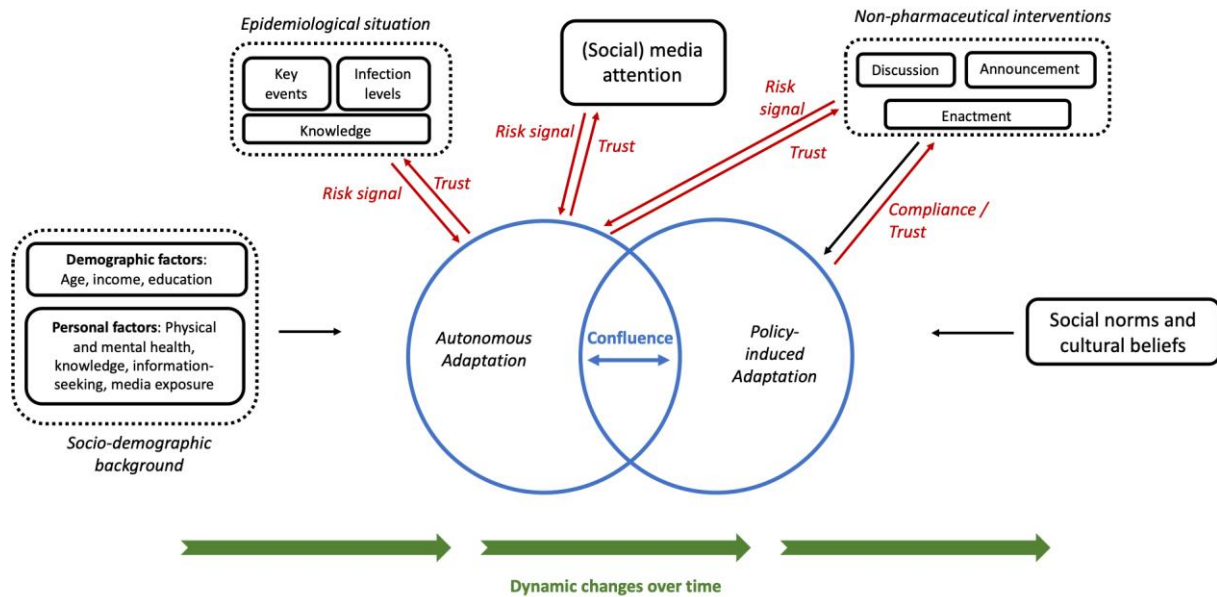 Epidemiological situation
Key
events
Infection
levels
Knowledge
(Social) media
attention
Non-pharmaceutical interventions
Discussion
Announcement
Enactment
Risk signal
Trust
Risk signal
Trust
Risk
signal
Trust
Compliance /
Trust
Demographic factors:
Age, income, education
Personal factors: Physical
and mental health,
knowledge, information-
seeking, media exposure
Socio-demographic
background
Autonomous
Adaptation
Confluence
Policy-
induced
Adaptation
Social norms and
cultural beliefs
Dynamic changes over time